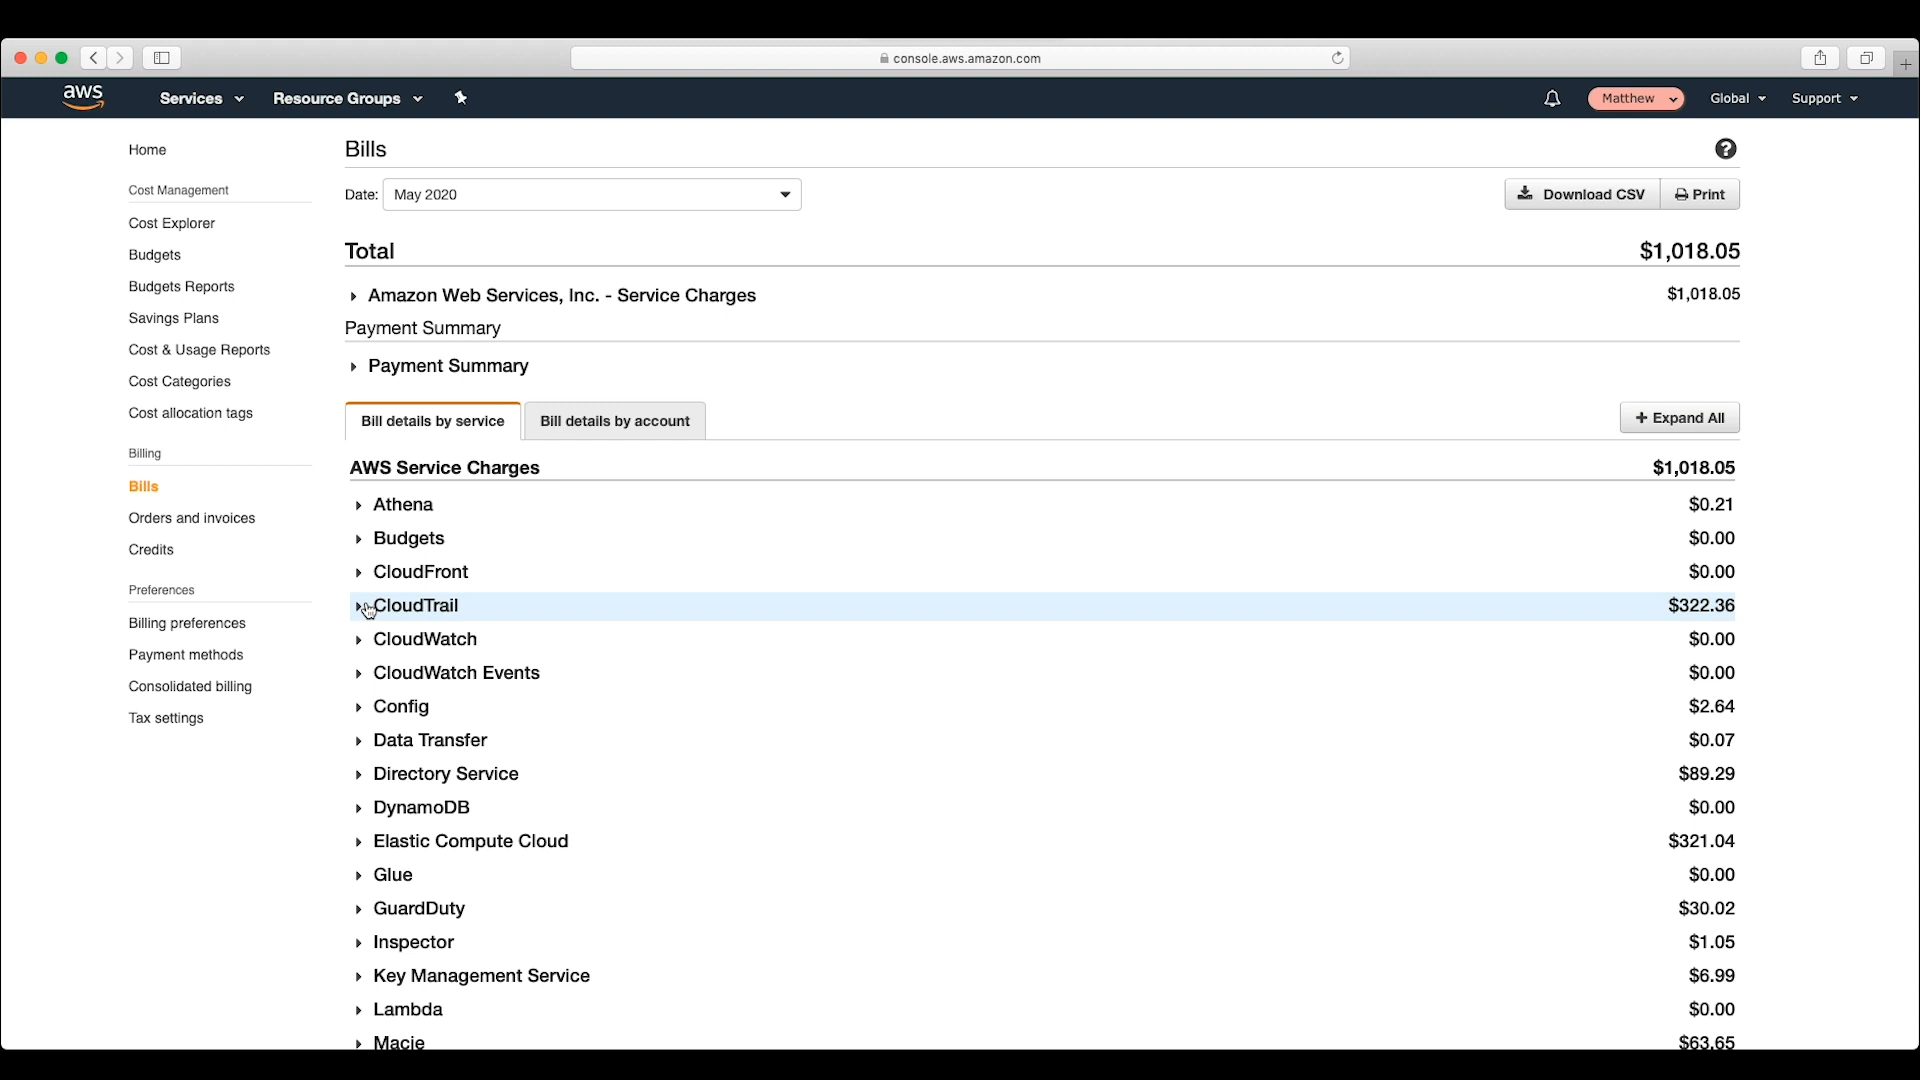 console.aws.amazon.com
aws Services Resource Groups Matthew Global Support
Home
Cost Management
Cost Explorer
Budgets
Budgets Reports
Savings Plans
Cost & Usage Reports
Cost Categories
Cost allocation tags
Billing
Bills
Orders and invoices
Credits
Preferences
Billing preferences
Payment methods
Consolidated billing
Tax settings
Bills ?
Date: May 2020 Download CSV Print
Total $1,018.05
Amazon Web Services, Inc. - Service Charges $1,018.05
Payment Summary
Payment Summary
Bill details by service Bill details by account + Expand All
AWS Service Charges $1,018.05
Athena $0.21
Budgets $0.00
CloudFront $0.00
CloudTrail $322.36
CloudWatch $0.00
CloudWatch Events $0.00
Config $2.64
Data Transfer $0.07
Directory Service $89.29
DynamoDB $0.00
Elastic Compute Cloud $321.04
Glue $0.00
GuardDuty $30.02
Inspector $1.05
Key Management Service $6.99
Lambda $0.00
Macie $63.65